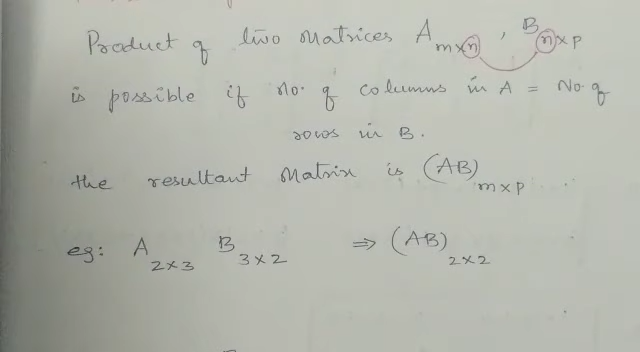 Product of two Matrices A m×n , B n×p
is possible if No. of columns in A = No. of
rows in B.
the resultant Matrix is (AB) m×p
eg: A 2×3 B 3×2 ⇒ (AB) 2×2